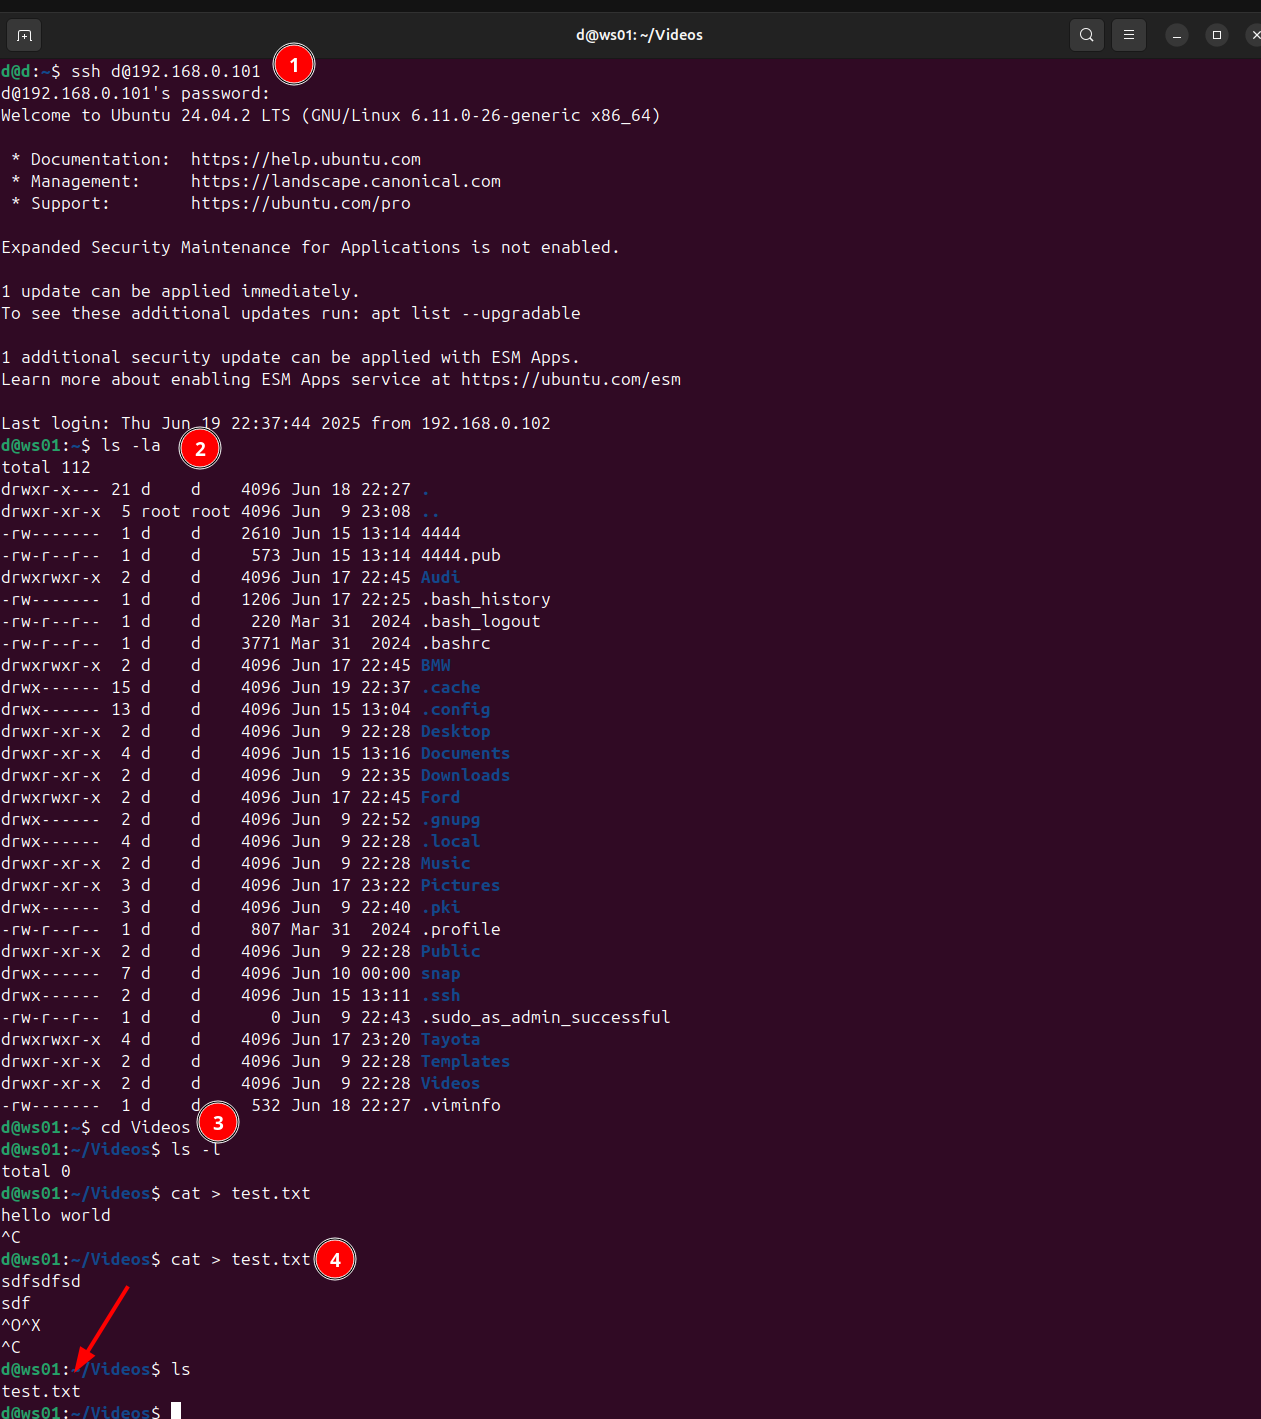 d@ws01: ~/Videos
d@d:~$ ssh d@192.168.0.101
1
d@192.168.0.101's password:
Welcome to Ubuntu 24.04.2 LTS (GNU/Linux 6.11.0-26-generic x86_64)
* Documentation:  https://help.ubuntu.com
* Management:     https://landscape.canonical.com
* Support:        https://ubuntu.com/pro
Expanded Security Maintenance for Applications is not enabled.
1 update can be applied immediately.
To see these additional updates run: apt list --upgradable
1 additional security update can be applied with ESM Apps.
Learn more about enabling ESM Apps service at https://ubuntu.com/esm
Last login: Thu Jun 19 22:37:44 2025 from 192.168.0.102
d@ws01:~$ ls -la
2
total 112
drwxr-x--- 21 d    d    4096 Jun 18 22:27 .
drwxr-xr-x  5 root root 4096 Jun  9 23:08 ..
-rw-------  1 d    d    2610 Jun 15 13:14 4444
-rw-r--r--  1 d    d     573 Jun 15 13:14 4444.pub
drwxrwxr-x  2 d    d    4096 Jun 17 22:45 Audi
-rw-------  1 d    d    1206 Jun 17 22:25 .bash_history
-rw-r--r--  1 d    d     220 Mar 31  2024 .bash_logout
-rw-r--r--  1 d    d    3771 Mar 31  2024 .bashrc
drwxrwxr-x  2 d    d    4096 Jun 17 22:45 BMW
drwx------ 15 d    d    4096 Jun 19 22:37 .cache
drwx------ 13 d    d    4096 Jun 15 13:04 .config
drwxr-xr-x  2 d    d    4096 Jun  9 22:28 Desktop
drwxr-xr-x  4 d    d    4096 Jun 15 13:16 Documents
drwxr-xr-x  2 d    d    4096 Jun  9 22:35 Downloads
drwxrwxr-x  2 d    d    4096 Jun 17 22:45 Ford
drwx------  2 d    d    4096 Jun  9 22:52 .gnupg
drwx------  4 d    d    4096 Jun  9 22:28 .local
drwxr-xr-x  2 d    d    4096 Jun  9 22:28 Music
drwxr-xr-x  3 d    d    4096 Jun 17 23:22 Pictures
drwx------  3 d    d    4096 Jun  9 22:40 .pki
-rw-r--r--  1 d    d     807 Mar 31  2024 .profile
drwxr-xr-x  2 d    d    4096 Jun  9 22:28 Public
drwx------  7 d    d    4096 Jun 10 00:00 snap
drwx------  2 d    d    4096 Jun 15 13:11 .ssh
-rw-r--r--  1 d    d       0 Jun  9 22:43 .sudo_as_admin_successful
drwxrwxr-x  4 d    d    4096 Jun 17 23:20 Tayota
drwxr-xr-x  2 d    d    4096 Jun  9 22:28 Templates
drwxr-xr-x  2 d    d    4096 Jun  9 22:28 Videos
-rw-------  1 d    d     532 Jun 18 22:27 .viminfo
d@ws01:~$ cd Videos
3
d@ws01:~/Videos$ ls -l
total 0
d@ws01:~/Videos$ cat > test.txt
hello world
^C
d@ws01:~/Videos$ cat > test.txt
4
sdfsdfsd
sdf
^O^X
^C
d@ws01:~/Videos$ ls
test.txt
d@ws01:~/Videos$